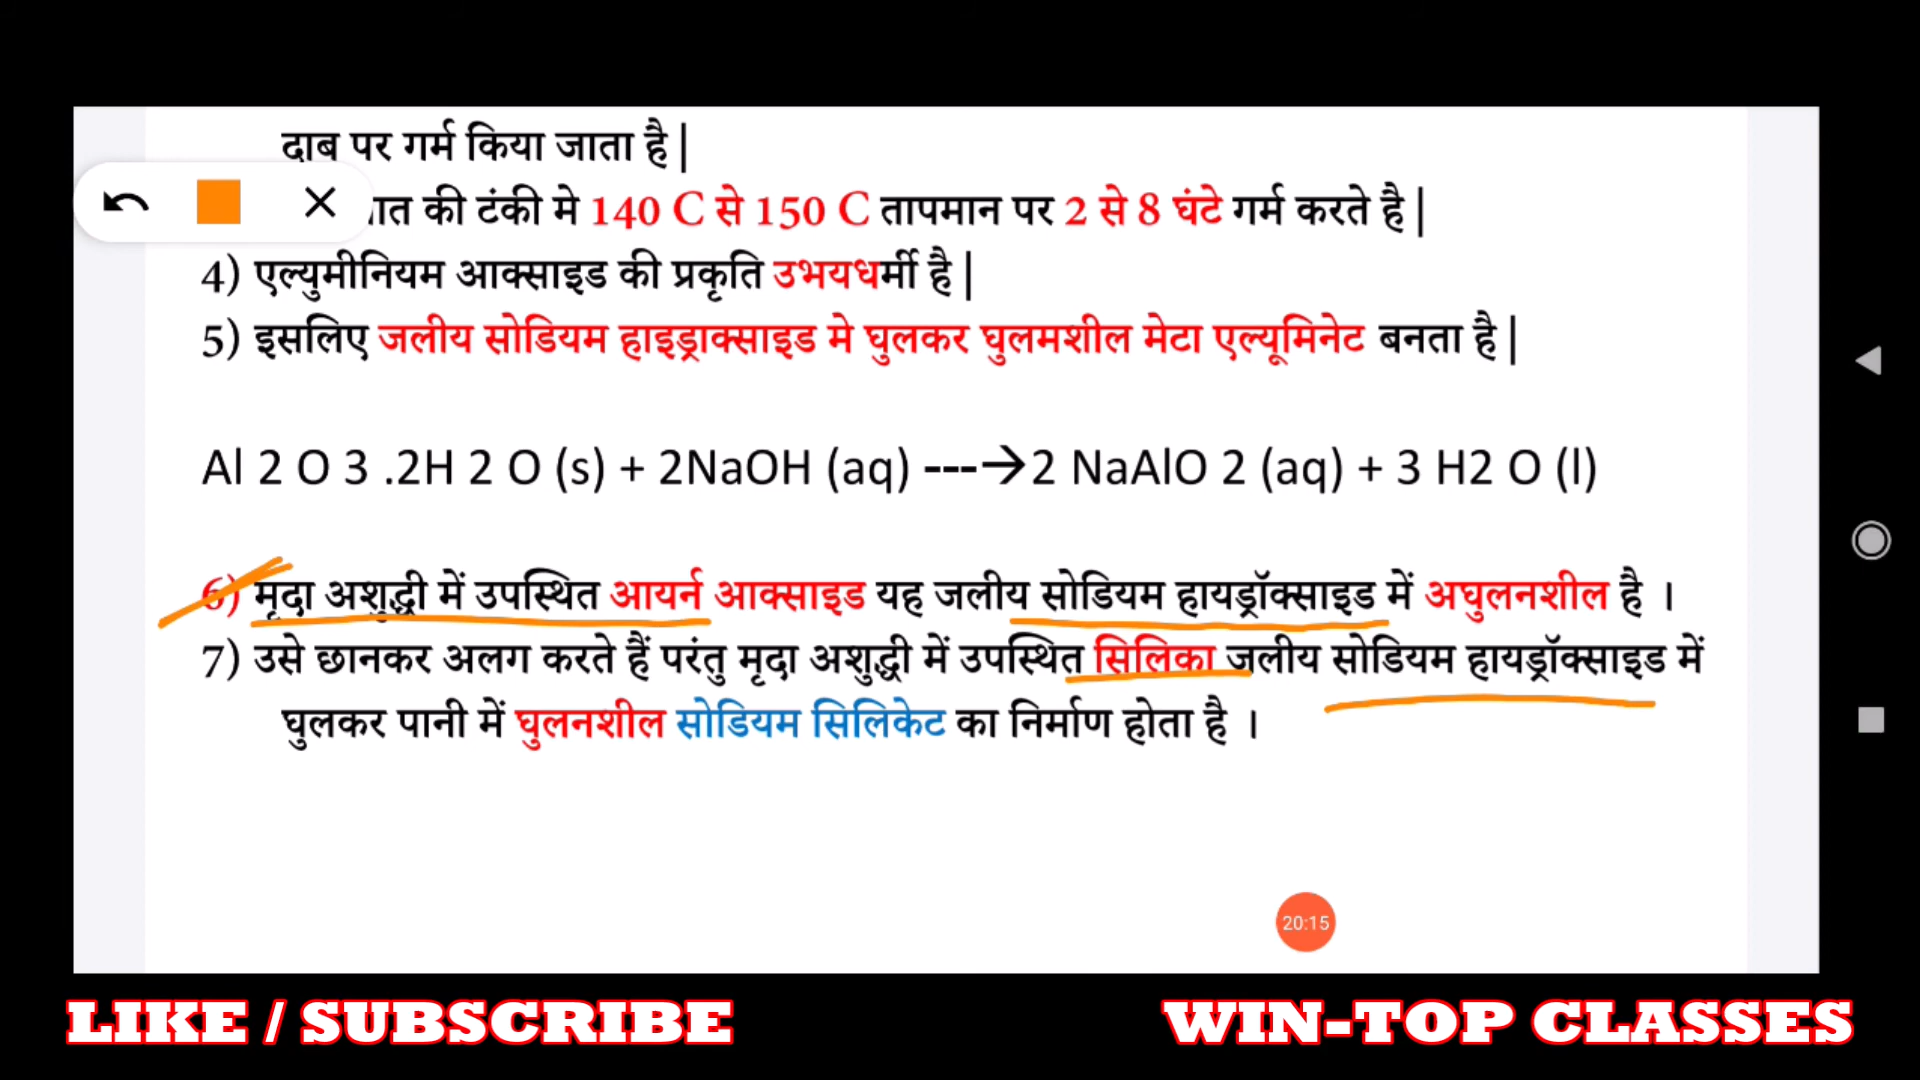 दाब पर गर्म किया जाता है |
की टंकी मे 140 C से 150 C तापमान पर 2 से 8 घंटे गर्म करते है |
4) एल्युमीनियम आक्साइड की प्रकृति उभयधर्मी है |
5) इसलिए जलीय सोडियम हाइड्राक्साइड मे घुलकर घुलमशील मेटा एल्यूमिनेट बनता है |
Al 2 O 3 .2H 2 O (s) + 2NaOH (aq) ---→2 NaAlO 2 (aq) + 3 H2 O (l)
6) मृदा अशुद्धी में उपस्थित आयर्न आक्साइड यह जलीय सोडियम हायड्रॉक्साइड में अघुलनशील है ।
7) उसे छानकर अलग करते हैं परंतु मृदा अशुद्धी में उपस्थित सिलिका जलीय सोडियम हायड्रॉक्साइड में
घुलकर पानी में घुलनशील सोडियम सिलिकेट का निर्माण होता है ।
20:15
LIKE / SUBSCRIBE
WIN-TOP CLASSES